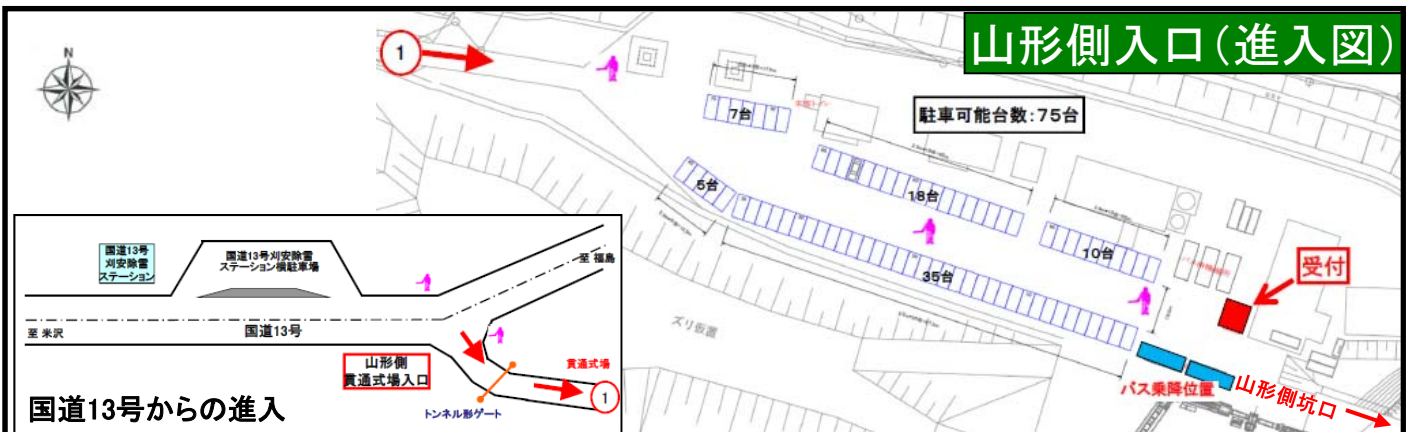 山形側入口(進入図)
N
1
7台
駐車可能台数:75台
5台
18台
10台
35台
受付
ズリ仮置
バス乗降位置
山形側坑口
国道13号
刈安除雪
ステーション
国道13号刈安除雪
ステーション横駐車場
至 福島
至 米沢
国道13号
山形側
貫通式場入口
貫通式場
1
トンネル形ゲート
国道13号からの進入